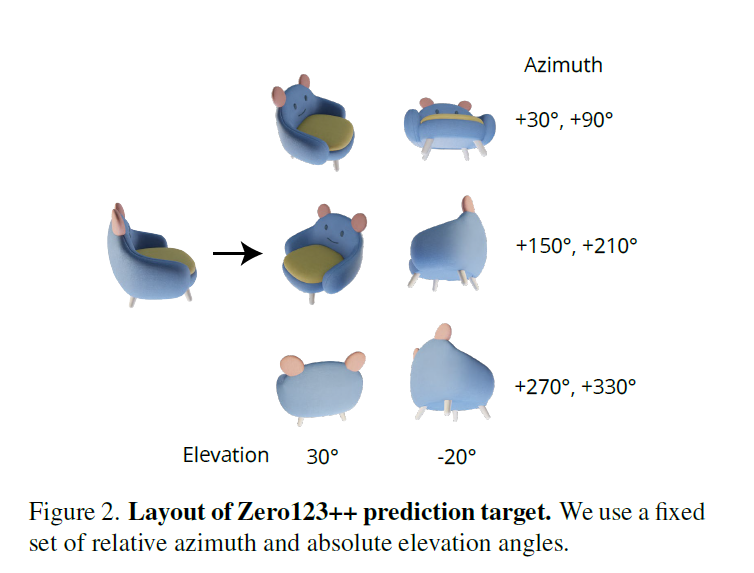 Azimuth
+30°, +90°
+150°, +210°
+270°, +330°
Elevation 30° -20°
Figure 2. Layout of Zero123++ prediction target. We use a fixed
set of relative azimuth and absolute elevation angles.